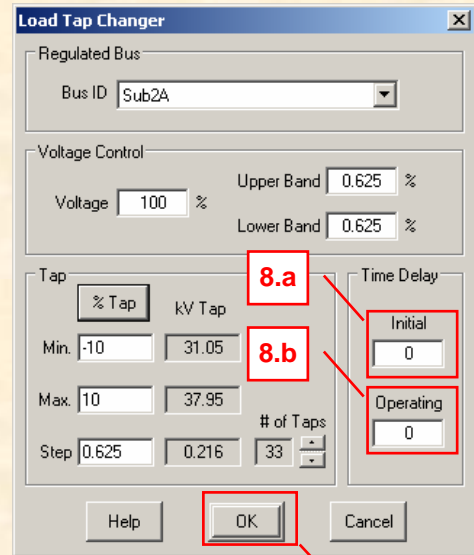 Load Tap Changer
Regulated Bus
Bus ID Sub2A
Voltage Control
Voltage 100 %
Upper Band 0.625 %
Lower Band 0.625 %
Tap
% Tap kV Tap
Min. -10 31.05
Max. 10 37.95
# of Taps
Step 0.625 0.216 33
8.a
8.b
Time Delay
Initial
0
Operating
0
Help OK Cancel